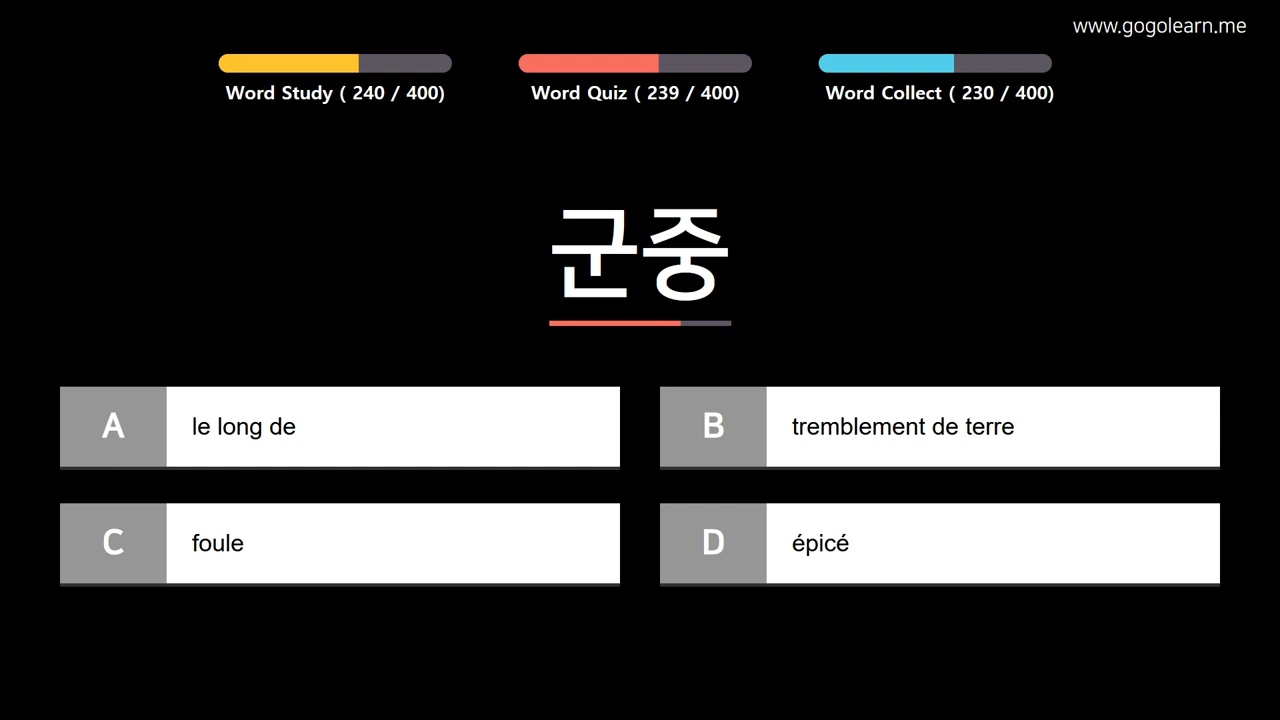 www.gogolearn.me
Word Study ( 240 / 400)
Word Quiz ( 239 / 400)
Word Collect ( 230 / 400)
군중
A
le long de
B
tremblement de terre
C
foule
D
épicé